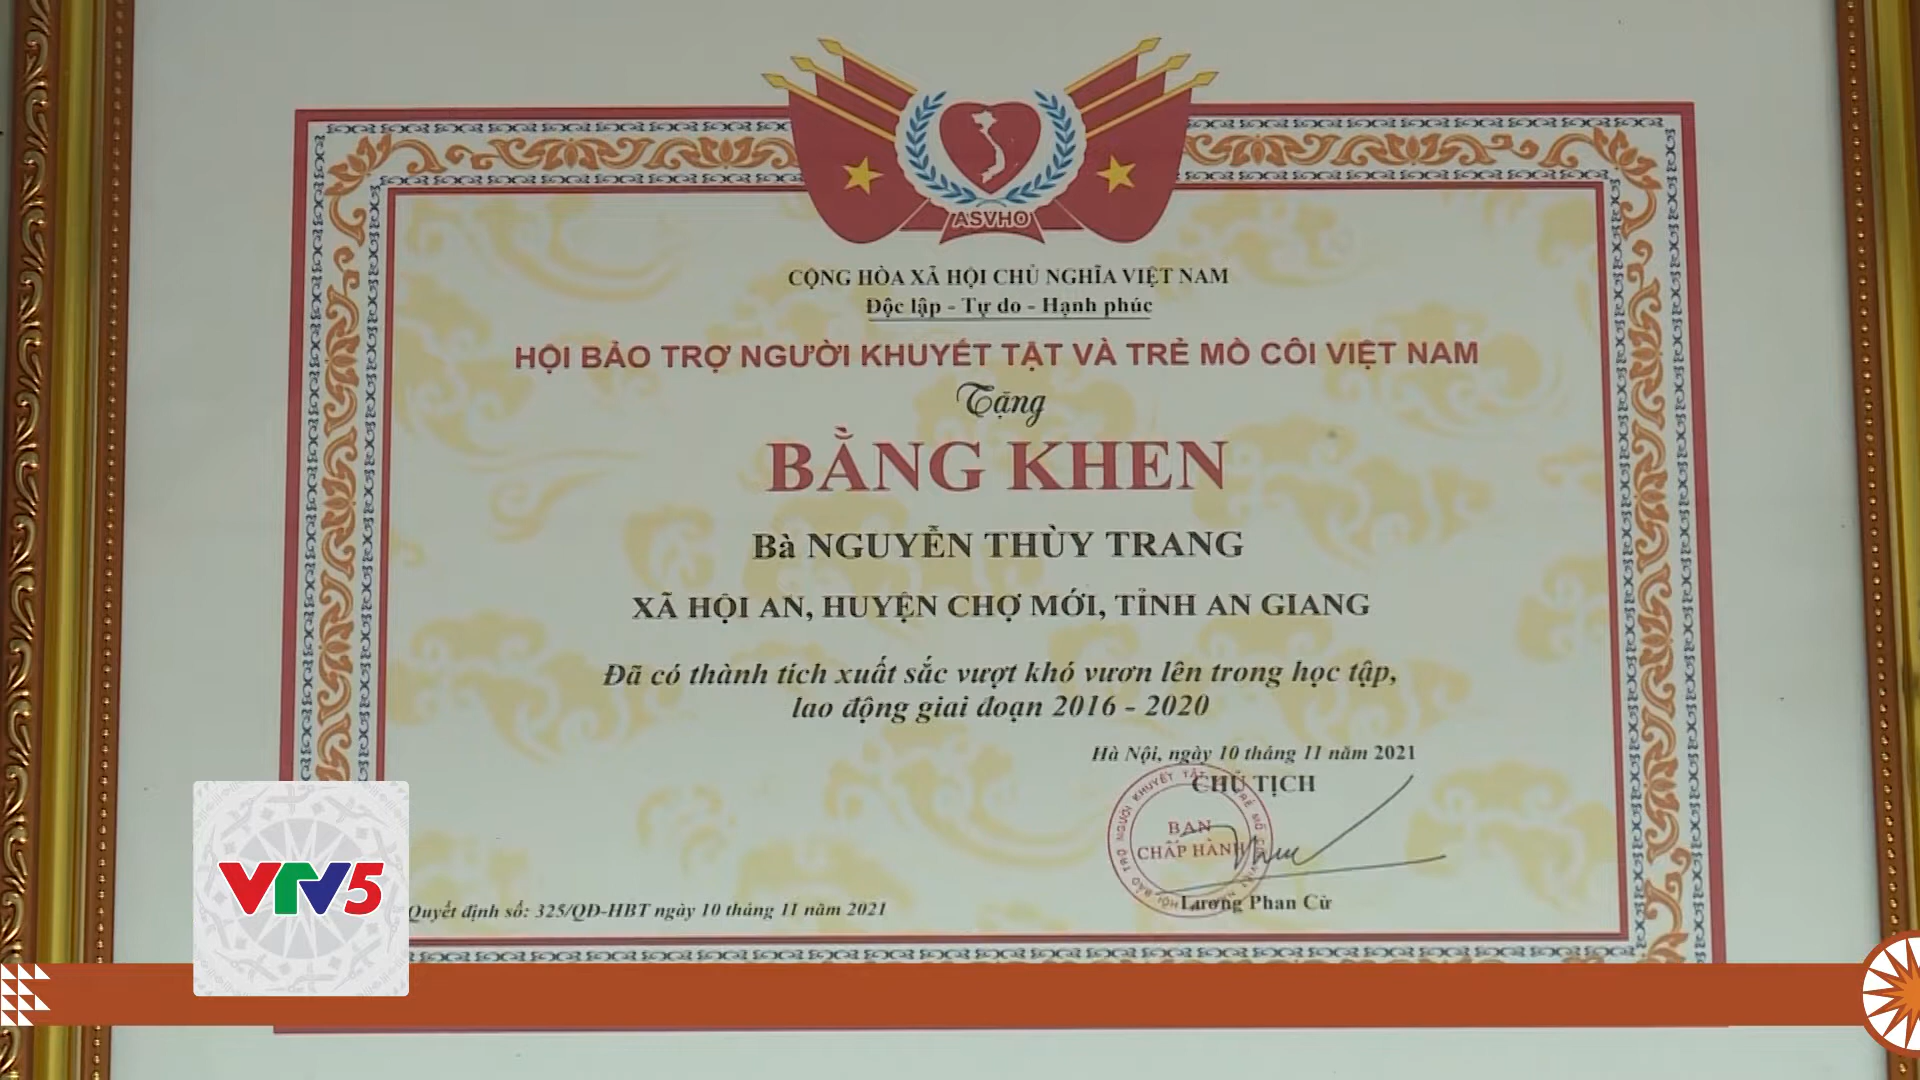 ASVHO
CỘNG HÒA XÃ HỘI CHỦ NGHĨA VIỆT NAM
Độc lập - Tự do - Hạnh phúc
HỘI BẢO TRỢ NGƯỜI KHUYẾT TẬT VÀ TRẺ MỒ CÔI VIỆT NAM
Tặng
BẰNG KHEN
Bà NGUYỄN THÙY TRANG
XÃ HỘI AN, HUYỆN CHỢ MỚI, TỈNH AN GIANG
Đã có thành tích xuất sắc vượt khó vươn lên trong học tập,
lao động giai đoạn 2016 - 2020
Hà Nội, ngày 10 tháng 11 năm 2021
CHỦ TỊCH
BAN
CHẤP HÀNH
Lương Phan Cừ
Quyết định số: 325/QĐ-HBT ngày 10 tháng 11 năm 2021
VTV5